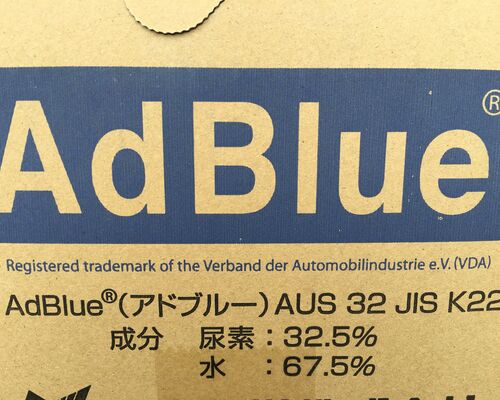 AdBlue®
Registered trademark of the Verband der Automobilindustrie e.V. (VDA)
AdBlue®(アドブルー) AUS 32 JIS K22
成分 尿素:32.5%
水 :67.5%